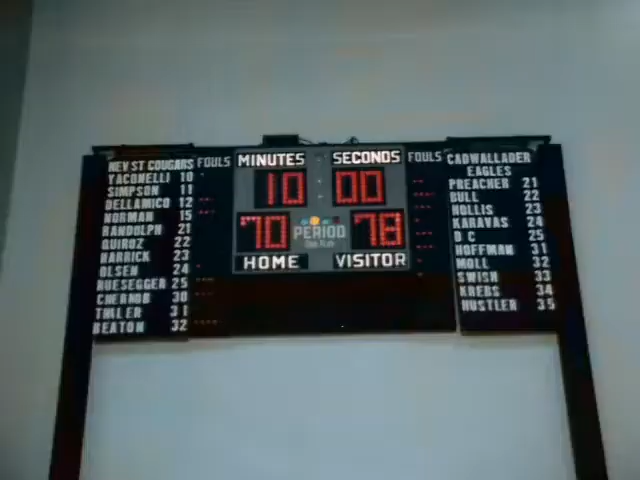 NEV ST COUGARS
YACONELLI 10
SIMPSON 11
DELLAMICO 12
NORMAN 15
RANDOLPH 21
QUIROZ 22
HARRICK 23
OLSEN 24
RUESEGGER 25
30
31
BEATON 32
FOULS
MINUTES SECONDS
10 00
70 78
PERIOD
HOME VISITOR
FOULS
CADWALLADER
EAGLES
PREACHER 21
BULL 22
HOLLIS 23
KARAVAS 24
D C 25
HOFFMAN 31
MOLL 32
SWISH 33
KREBS 34
HUSTLER 35